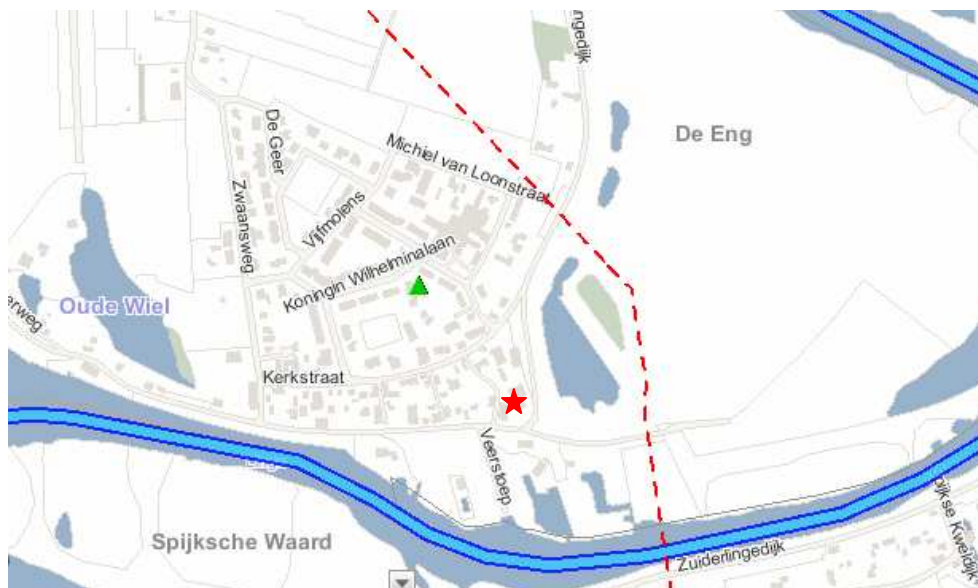 De Eng
De Geer
Michiel van Loonstraat
Zwaansweg
Vijfmolens
Koningin Wilhelminalaan
Oude Wiel
Kerkstraat
Veerstoep
Spijksche Waard
Zuiderlingedijk